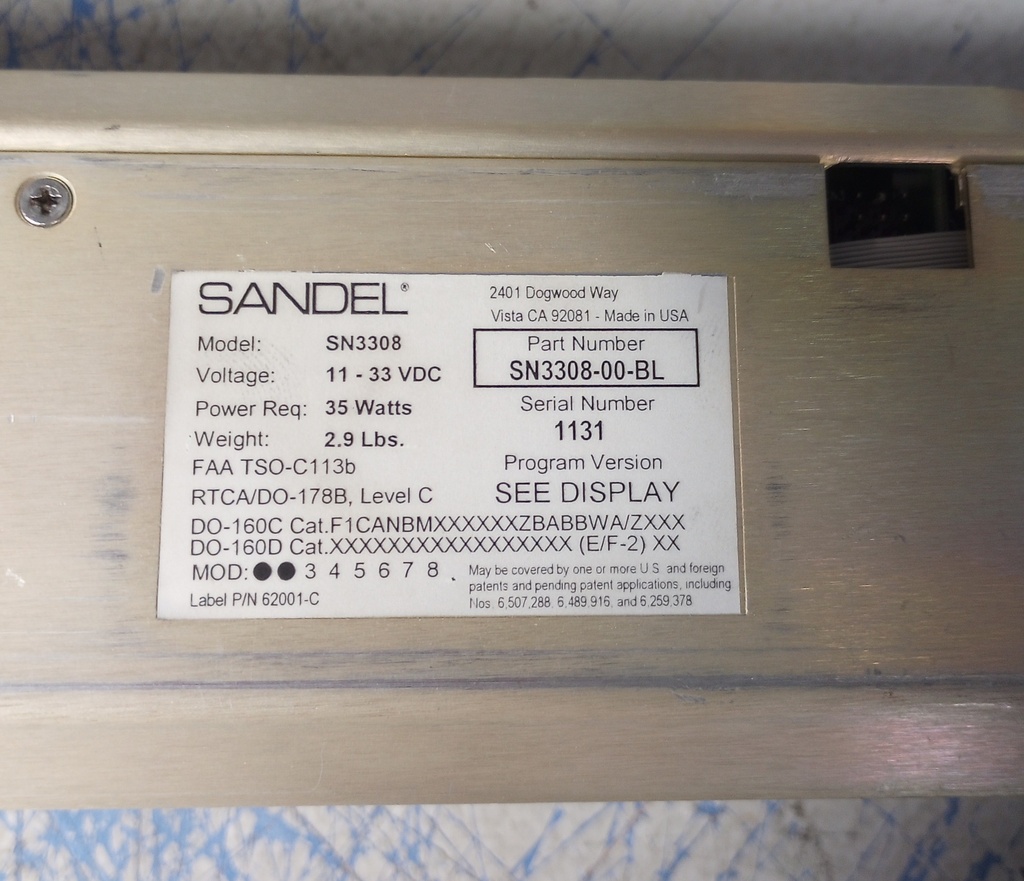 SANDEL®
2401 Dogwood Way
Vista CA 92081 - Made in USA
Model: SN3308
Voltage: 11 - 33 VDC
Power Req: 35 Watts
Weight: 2.9 Lbs.
FAA TSO-C113b
RTCA/DO-178B, Level C
Part Number
SN3308-00-BL
Serial Number
1131
Program Version
SEE DISPLAY
DO-160C Cat.F1CANBMXXXXXXZBABBWA/ZXXX
DO-160D Cat.XXXXXXXXXXXXXXXXX (E/F-2) XX
MOD: ●● 3 4 5 6 7 8 .
Label P/N 62001-C
May be covered by one or more U.S. and foreign
patents and pending patent applications, including
Nos. 6,507,288, 6,489,916, and 6,259,378